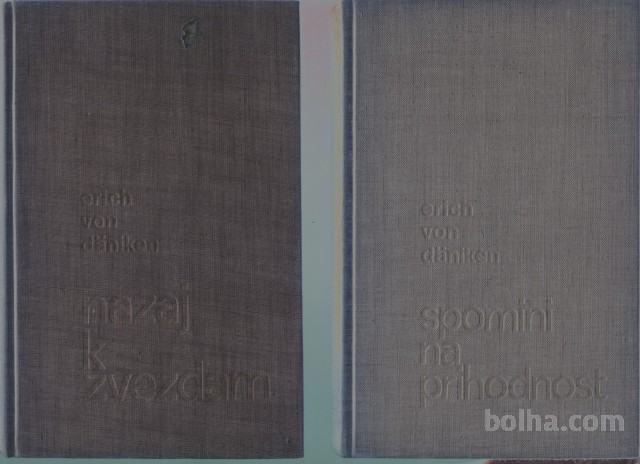 erich
von
däniken
nazaj
k
zvezdam
erich
von
däniken
spomini
na
prihodnost
bolha.com